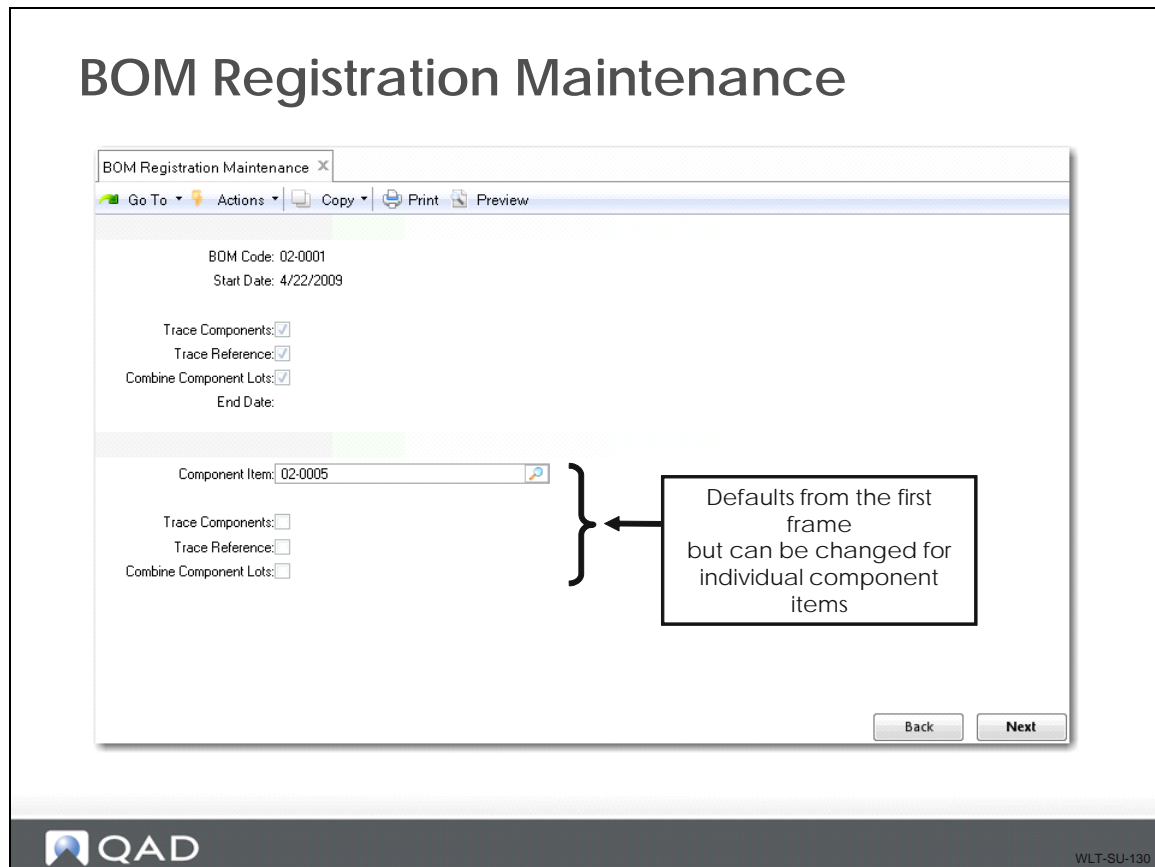 BOM Registration Maintenance
BOM Registration Maintenance X
Go To Actions Copy Print Preview
BOM Code: 02-0001
Start Date: 4/22/2009
Trace Components:
Trace Reference:
Combine Component Lots:
End Date:
Component Item: 02-0005
Trace Components:
Trace Reference:
Combine Component Lots:
Defaults from the first
frame
but can be changed for
individual component
items
Back Next
QAD
WLT-SU-130